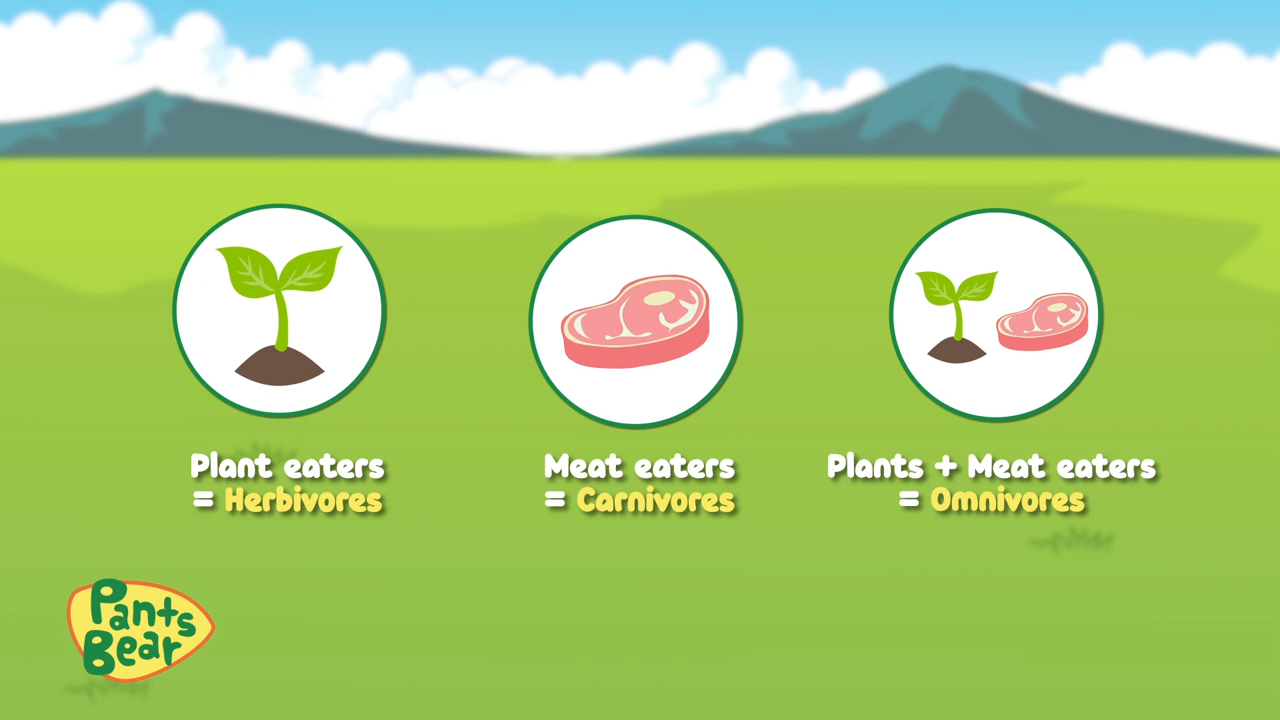 Plant eaters
= Herbivores
Meat eaters
= Carnivores
Plants + Meat eaters
= Omnivores
Pants
Bear